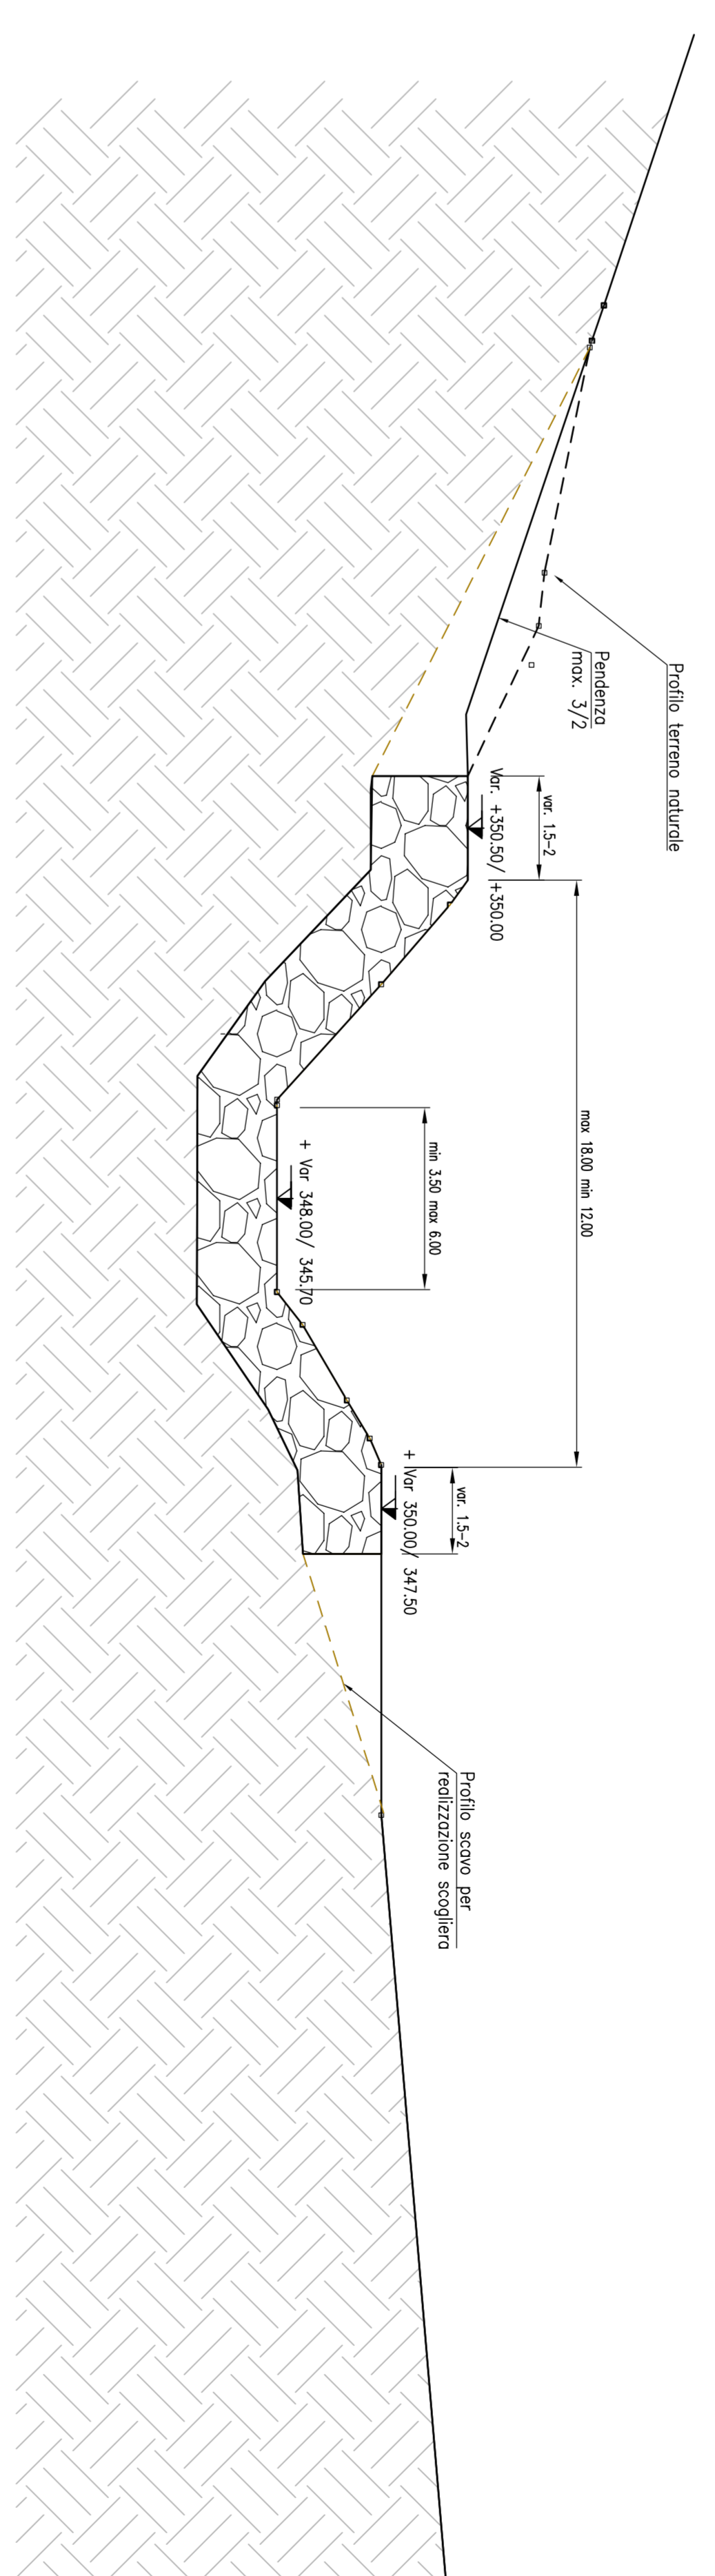 Profilo terreno naturale
Pendenza
max. 3/2
var. 1.5-2
Var. +350.50/ +350.00
max 18.00 min 12.00
min 3.50 max 6.00
+ Var 348.00/ 345.70
var. 1.5-2
+ Var 350.00/ 347.50
Profilo scavo per
realizzazione scogliera